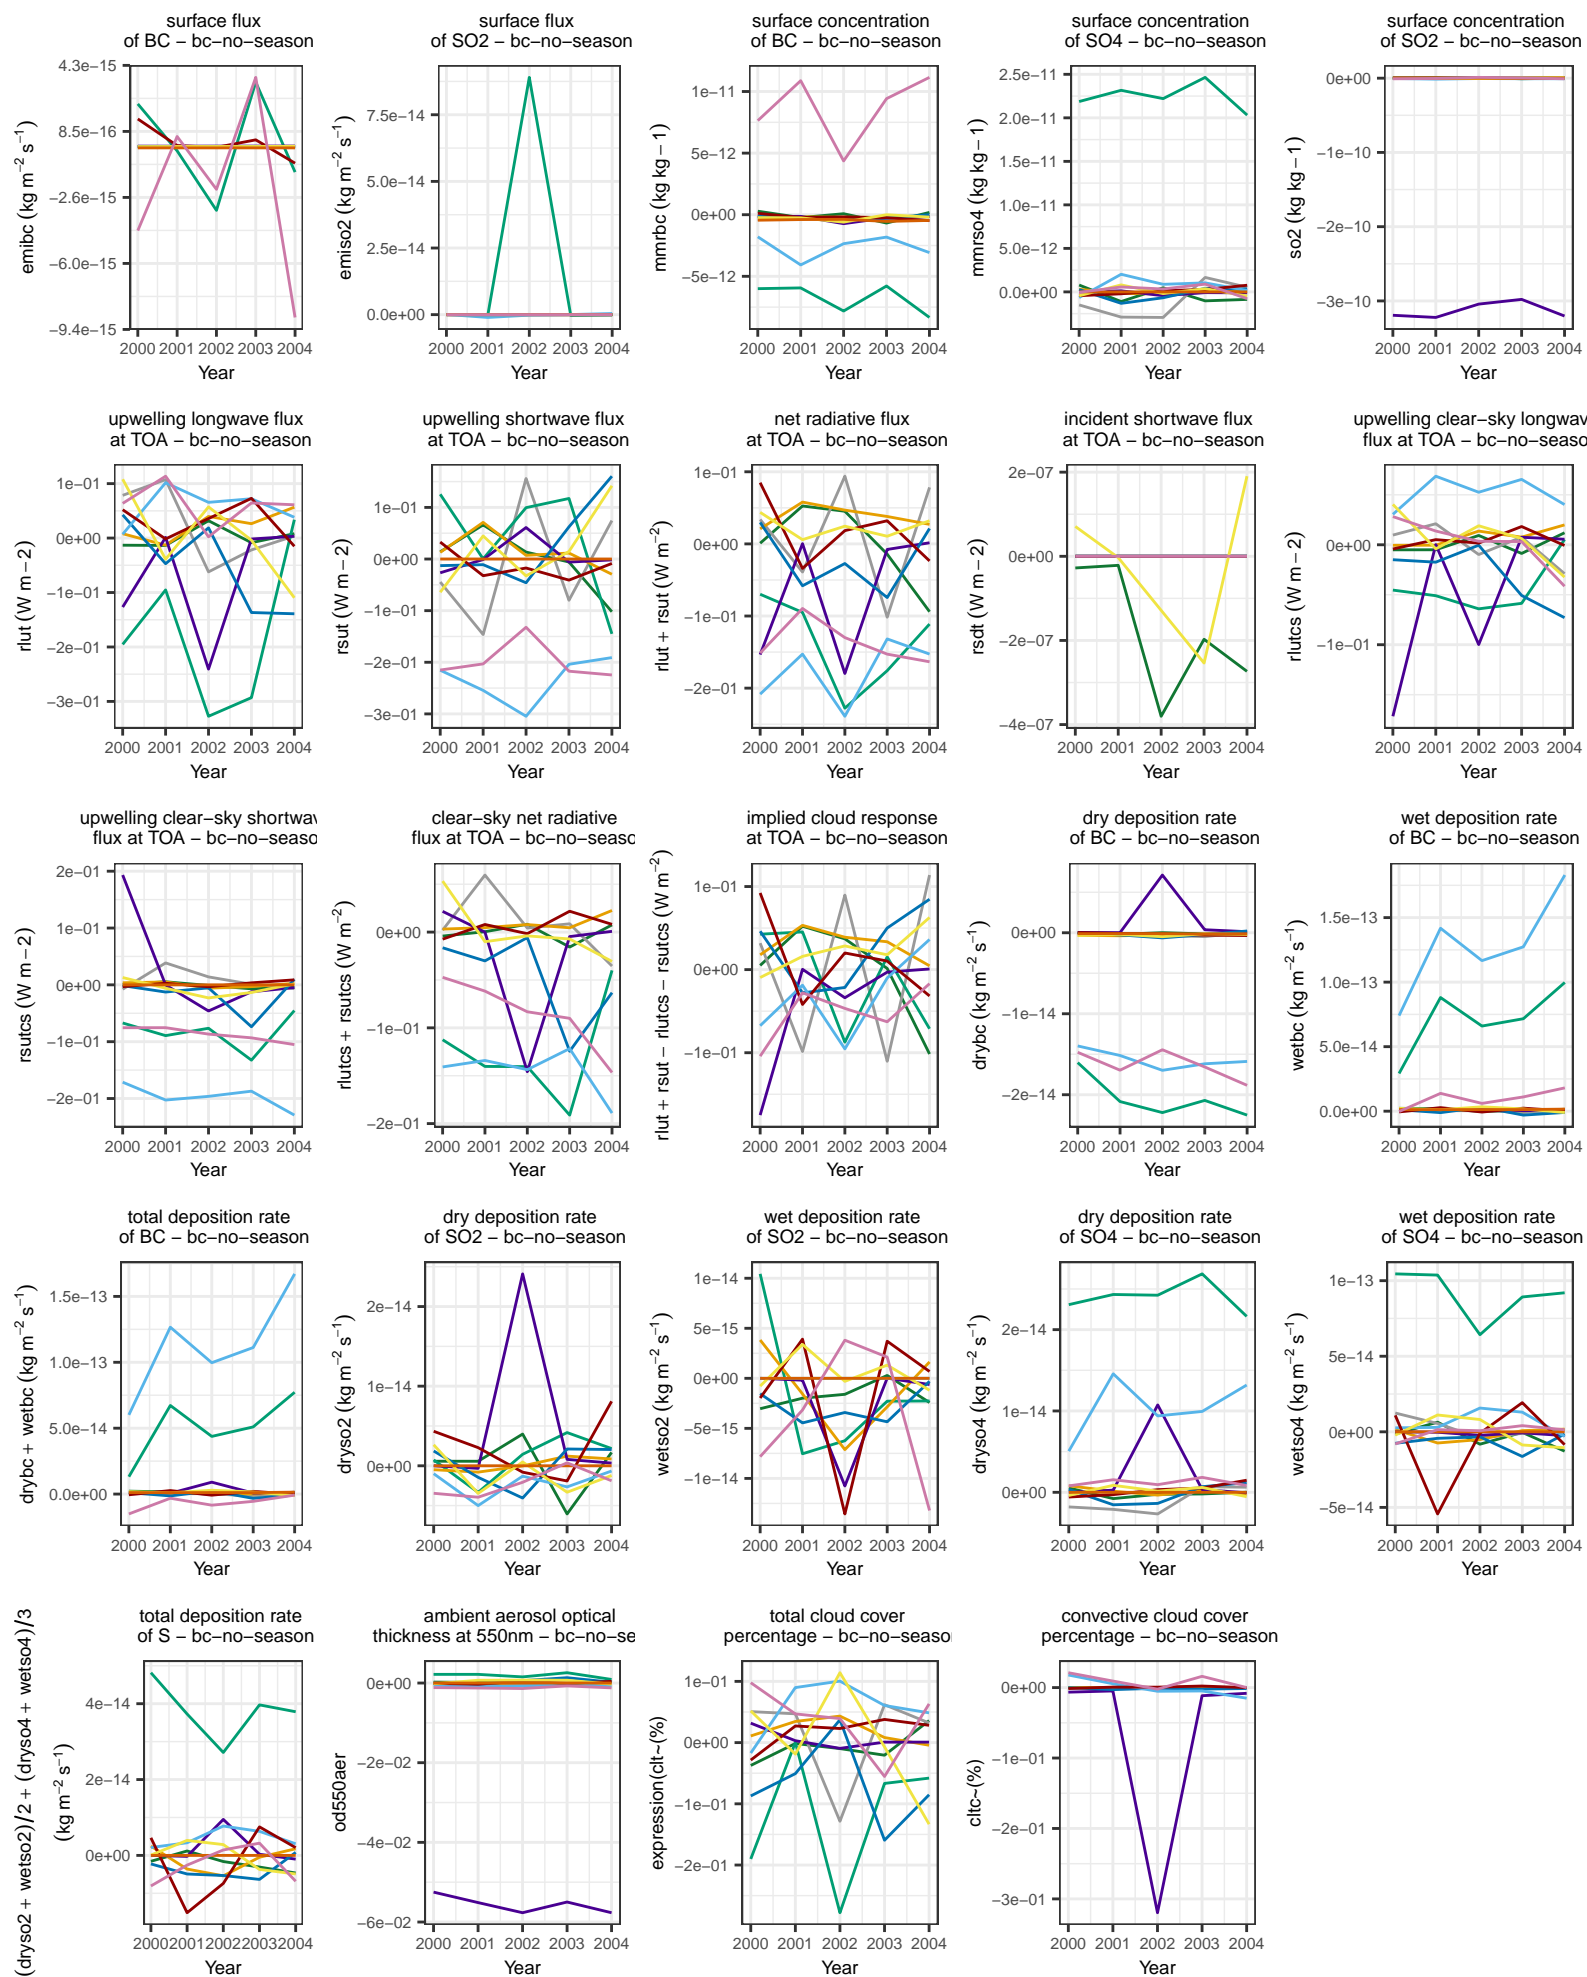 surface flux
of BC − bc−no−season
surface flux
of SO2 − bc−no−season
surface concentration
of BC − bc−no−season
surface concentration
of SO4 − bc−no−season
surface concentration
of SO2 − bc−no−season
emibc (kg m−2 s−1)
4.3e−15
8.5e−16
−2.6e−15
−6.0e−15
−9.4e−15
2000 2001 2002 2003 2004
Year
emiso2 (kg m−2 s−1)
7.5e−14
5.0e−14
2.5e−14
0.0e+00
2000 2001 2002 2003 2004
Year
mmrbc (kg kg − 1)
1e−11
5e−12
0e+00
−5e−12
2000 2001 2002 2003 2004
Year
mmrso4 (kg kg − 1)
2.5e−11
2.0e−11
1.5e−11
1.0e−11
5.0e−12
0.0e+00
2000 2001 2002 2003 2004
Year
so2 (kg kg − 1)
0e+00
−1e−10
−2e−10
−3e−10
2000 2001 2002 2003 2004
Year
upwelling longwave flux
at TOA − bc−no−season
upwelling shortwave flux
at TOA − bc−no−season
net radiative flux
at TOA − bc−no−season
incident shortwave flux
at TOA − bc−no−season
upwelling clear−sky longwav
flux at TOA − bc−no−seaso
rlut (W m − 2)
1e−01
0e+00
−1e−01
−2e−01
−3e−01
2000 2001 2002 2003 2004
Year
rsut (W m − 2)
1e−01
0e+00
−1e−01
−2e−01
−3e−01
2000 2001 2002 2003 2004
Year
rlut + rsut (W m−2)
1e−01
0e+00
−1e−01
−2e−01
2000 2001 2002 2003 2004
Year
rsdt (W m − 2)
2e−07
0e+00
−2e−07
−4e−07
2000 2001 2002 2003 2004
Year
rlutcs (W m − 2)
0e+00
−1e−01
2000 2001 2002 2003 2004
Year
upwelling clear−sky shortwav
flux at TOA − bc−no−seaso
clear−sky net radiative
flux at TOA − bc−no−seaso
implied cloud response
at TOA − bc−no−season
dry deposition rate
of BC − bc−no−season
wet deposition rate
of BC − bc−no−season
rsutcs (W m − 2)
2e−01
1e−01
0e+00
−1e−01
−2e−01
2000 2001 2002 2003 2004
Year
rlutcs + rsutcs (W m−2)
0e+00
−1e−01
−2e−01
2000 2001 2002 2003 2004
Year
rlut + rsut − rlutcs − rsutcs (W m−2)
1e−01
0e+00
−1e−01
2000 2001 2002 2003 2004
Year
drybc (kg m−2 s−1)
0e+00
−1e−14
−2e−14
2000 2001 2002 2003 2004
Year
wetbc (kg m−2 s−1)
1.5e−13
1.0e−13
5.0e−14
0.0e+00
2000 2001 2002 2003 2004
Year
total deposition rate
of BC − bc−no−season
dry deposition rate
of SO2 − bc−no−season
wet deposition rate
of SO2 − bc−no−season
dry deposition rate
of SO4 − bc−no−season
wet deposition rate
of SO4 − bc−no−season
drybc + wetbc (kg m−2 s−1)
1.5e−13
1.0e−13
5.0e−14
0.0e+00
2000 2001 2002 2003 2004
Year
dryso2 (kg m−2 s−1)
2e−14
1e−14
0e+00
2000 2001 2002 2003 2004
Year
wetso2 (kg m−2 s−1)
1e−14
5e−15
0e+00
−5e−15
−1e−14
2000 2001 2002 2003 2004
Year
dryso4 (kg m−2 s−1)
2e−14
1e−14
0e+00
2000 2001 2002 2003 2004
Year
wetso4 (kg m−2 s−1)
1e−13
5e−14
0e+00
−5e−14
2000 2001 2002 2003 2004
Year
total deposition rate
of S − bc−no−season
ambient aerosol optical
thickness at 550nm − bc−no−se
total cloud cover
percentage − bc−no−season
convective cloud cover
percentage − bc−no−season
(dryso2 + wetso2)/2 + (dryso4 + wetso4)/3
(kg m−2 s−1)
4e−14
2e−14
0e+00
2000 2001 2002 2003 2004
Year
od550aer
0e+00
−2e−02
−4e−02
−6e−02
2000 2001 2002 2003 2004
Year
expression(clt~(%)
1e−01
0e+00
−1e−01
−2e−01
2000 2001 2002 2003 2004
Year
cltc~(%)
0e+00
−1e−01
−2e−01
−3e−01
2000 2001 2002 2003 2004
Year